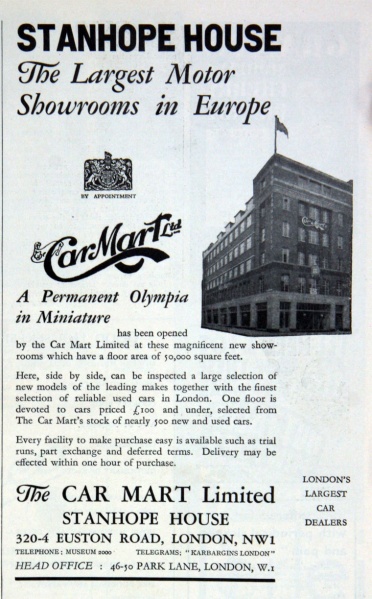 STANHOPE HOUSE
The Largest Motor
Showrooms in Europe
BY APPOINTMENT
The Car Mart Ltd
A Permanent Olympia
in Miniature
has been opened
by the Car Mart Limited at these magnificent new show-
rooms which have a floor area of 50,000 square feet.
Here, side by side, can be inspected a large selection of
new models of the leading makes together with the finest
selection of reliable used cars in London. One floor is
devoted to cars priced £100 and under, selected from
The Car Mart's stock of nearly 500 new and used cars.
Every facility to make purchase easy is available such as trial
runs, part exchange and deferred terms. Delivery may be
effected within one hour of purchase.
The CAR MART Limited
STANHOPE HOUSE
320-4 EUSTON ROAD, LONDON, NW1
TELEPHONE: MUSEUM 2000 TELEGRAMS: "KARBARGINS LONDON"
HEAD OFFICE : 46-50 PARK LANE, LONDON, W.1
LONDON'S
LARGEST
CAR
DEALERS